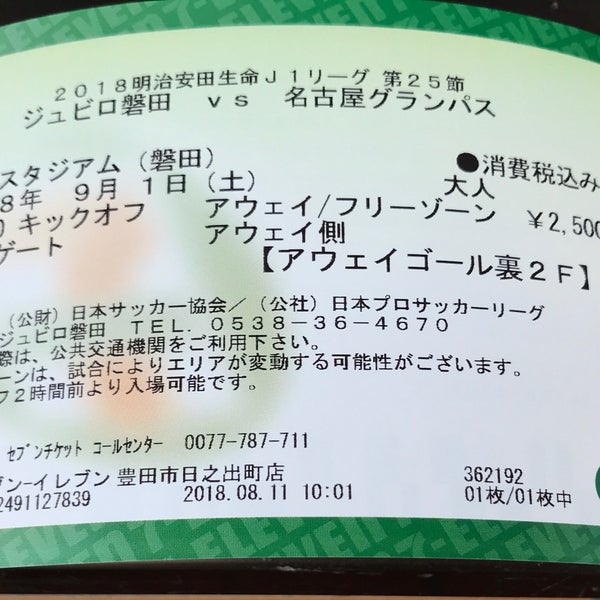 2018明治安田生命J1リーグ 第25節
ジュビロ磐田 vs 名古屋グランパス
スタジアム(磐田)
●消費税込み
8年 9月 1日(土)
大人
0キックオフ
アウェイ/フリーゾーン ¥2,500
ゲート
アウェイ側
【アウェイゴール裏2F】
(公財)日本サッカー協会/(公社)日本プロサッカーリーグ
ジュビロ磐田 TEL.0538-36-4670
際は、公共交通機関をご利用下さい。
ーンは、試合によりエリアが変動する可能性がございます。
フ2時間前より入場可能です。
セブンチケット コールセンター 0077-787-711
ブン-イレブン 豊田市日之出町店
362192
2491127839
2018.08.11 10:01
01枚/01枚中